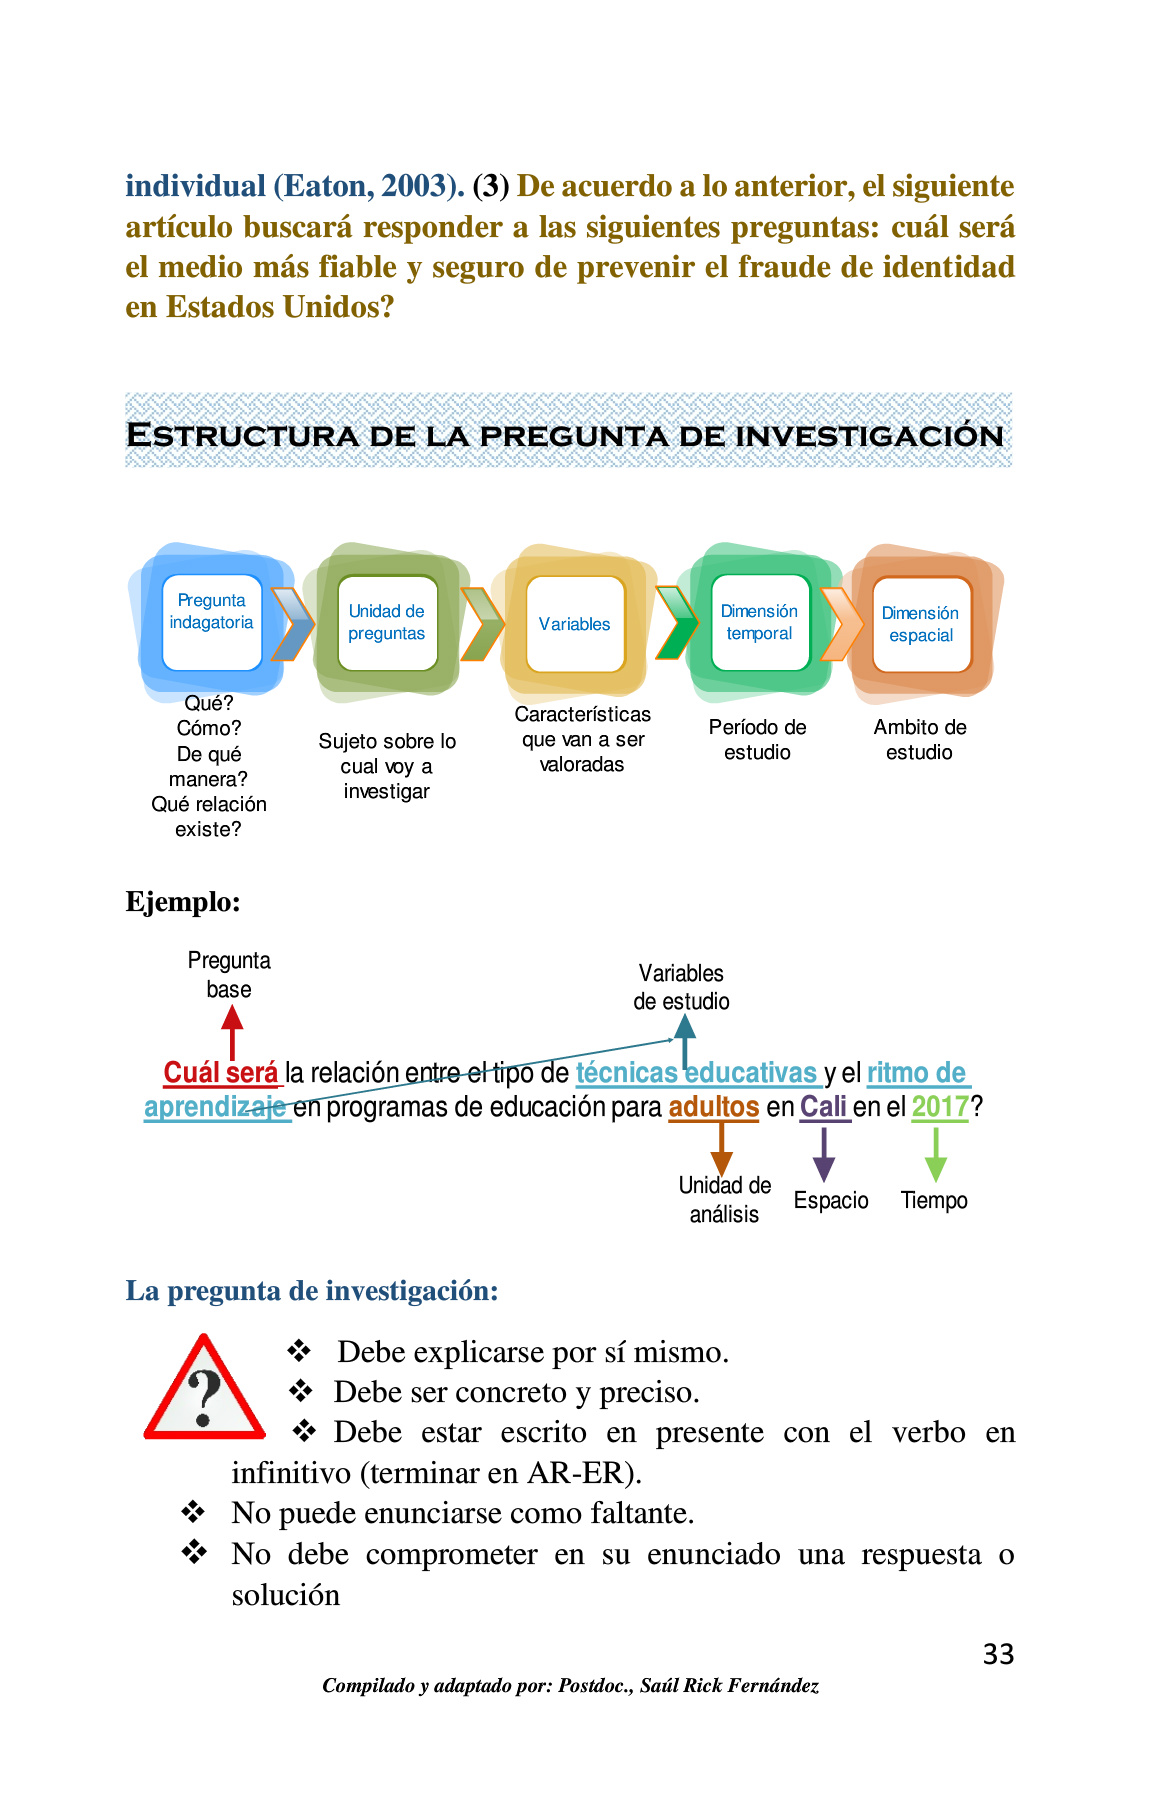 individual (Eaton, 2003). (3) De acuerdo a lo anterior, el siguiente
artículo buscará responder a las siguientes preguntas: cuál será
el medio más fiable y seguro de prevenir el fraude de identidad
en Estados Unidos?
ESTRUCTURA DE LA PREGUNTA DE INVESTIGACIÓN
Pregunta
indagatoria
Unidad de
preguntas
Variables
Dimensión
temporal
Dimensión
espacial
Qué?
Cómo?
De qué
manera?
Qué relación
existe?
Sujeto sobre lo
cual voy a
investigar
Características
que van a ser
valoradas
Período de
estudio
Ambito de
estudio
Ejemplo:
Pregunta
base
Variables
de estudio
Cuál será la relación entre el tipo de técnicas educativas y el ritmo de
aprendizaje en programas de educación para adultos en Cali en el 2017?
Unidad de
análisis
Espacio
Tiempo
La pregunta de investigación:
?
❖ Debe explicarse por sí mismo.
❖ Debe ser concreto y preciso.
❖ Debe estar escrito en presente con el verbo en
infinitivo (terminar en AR-ER).
❖ No puede enunciarse como faltante.
❖ No debe comprometer en su enunciado una respuesta o
solución
33
Compilado y adaptado por: Postdoc., Saúl Rick Fernández